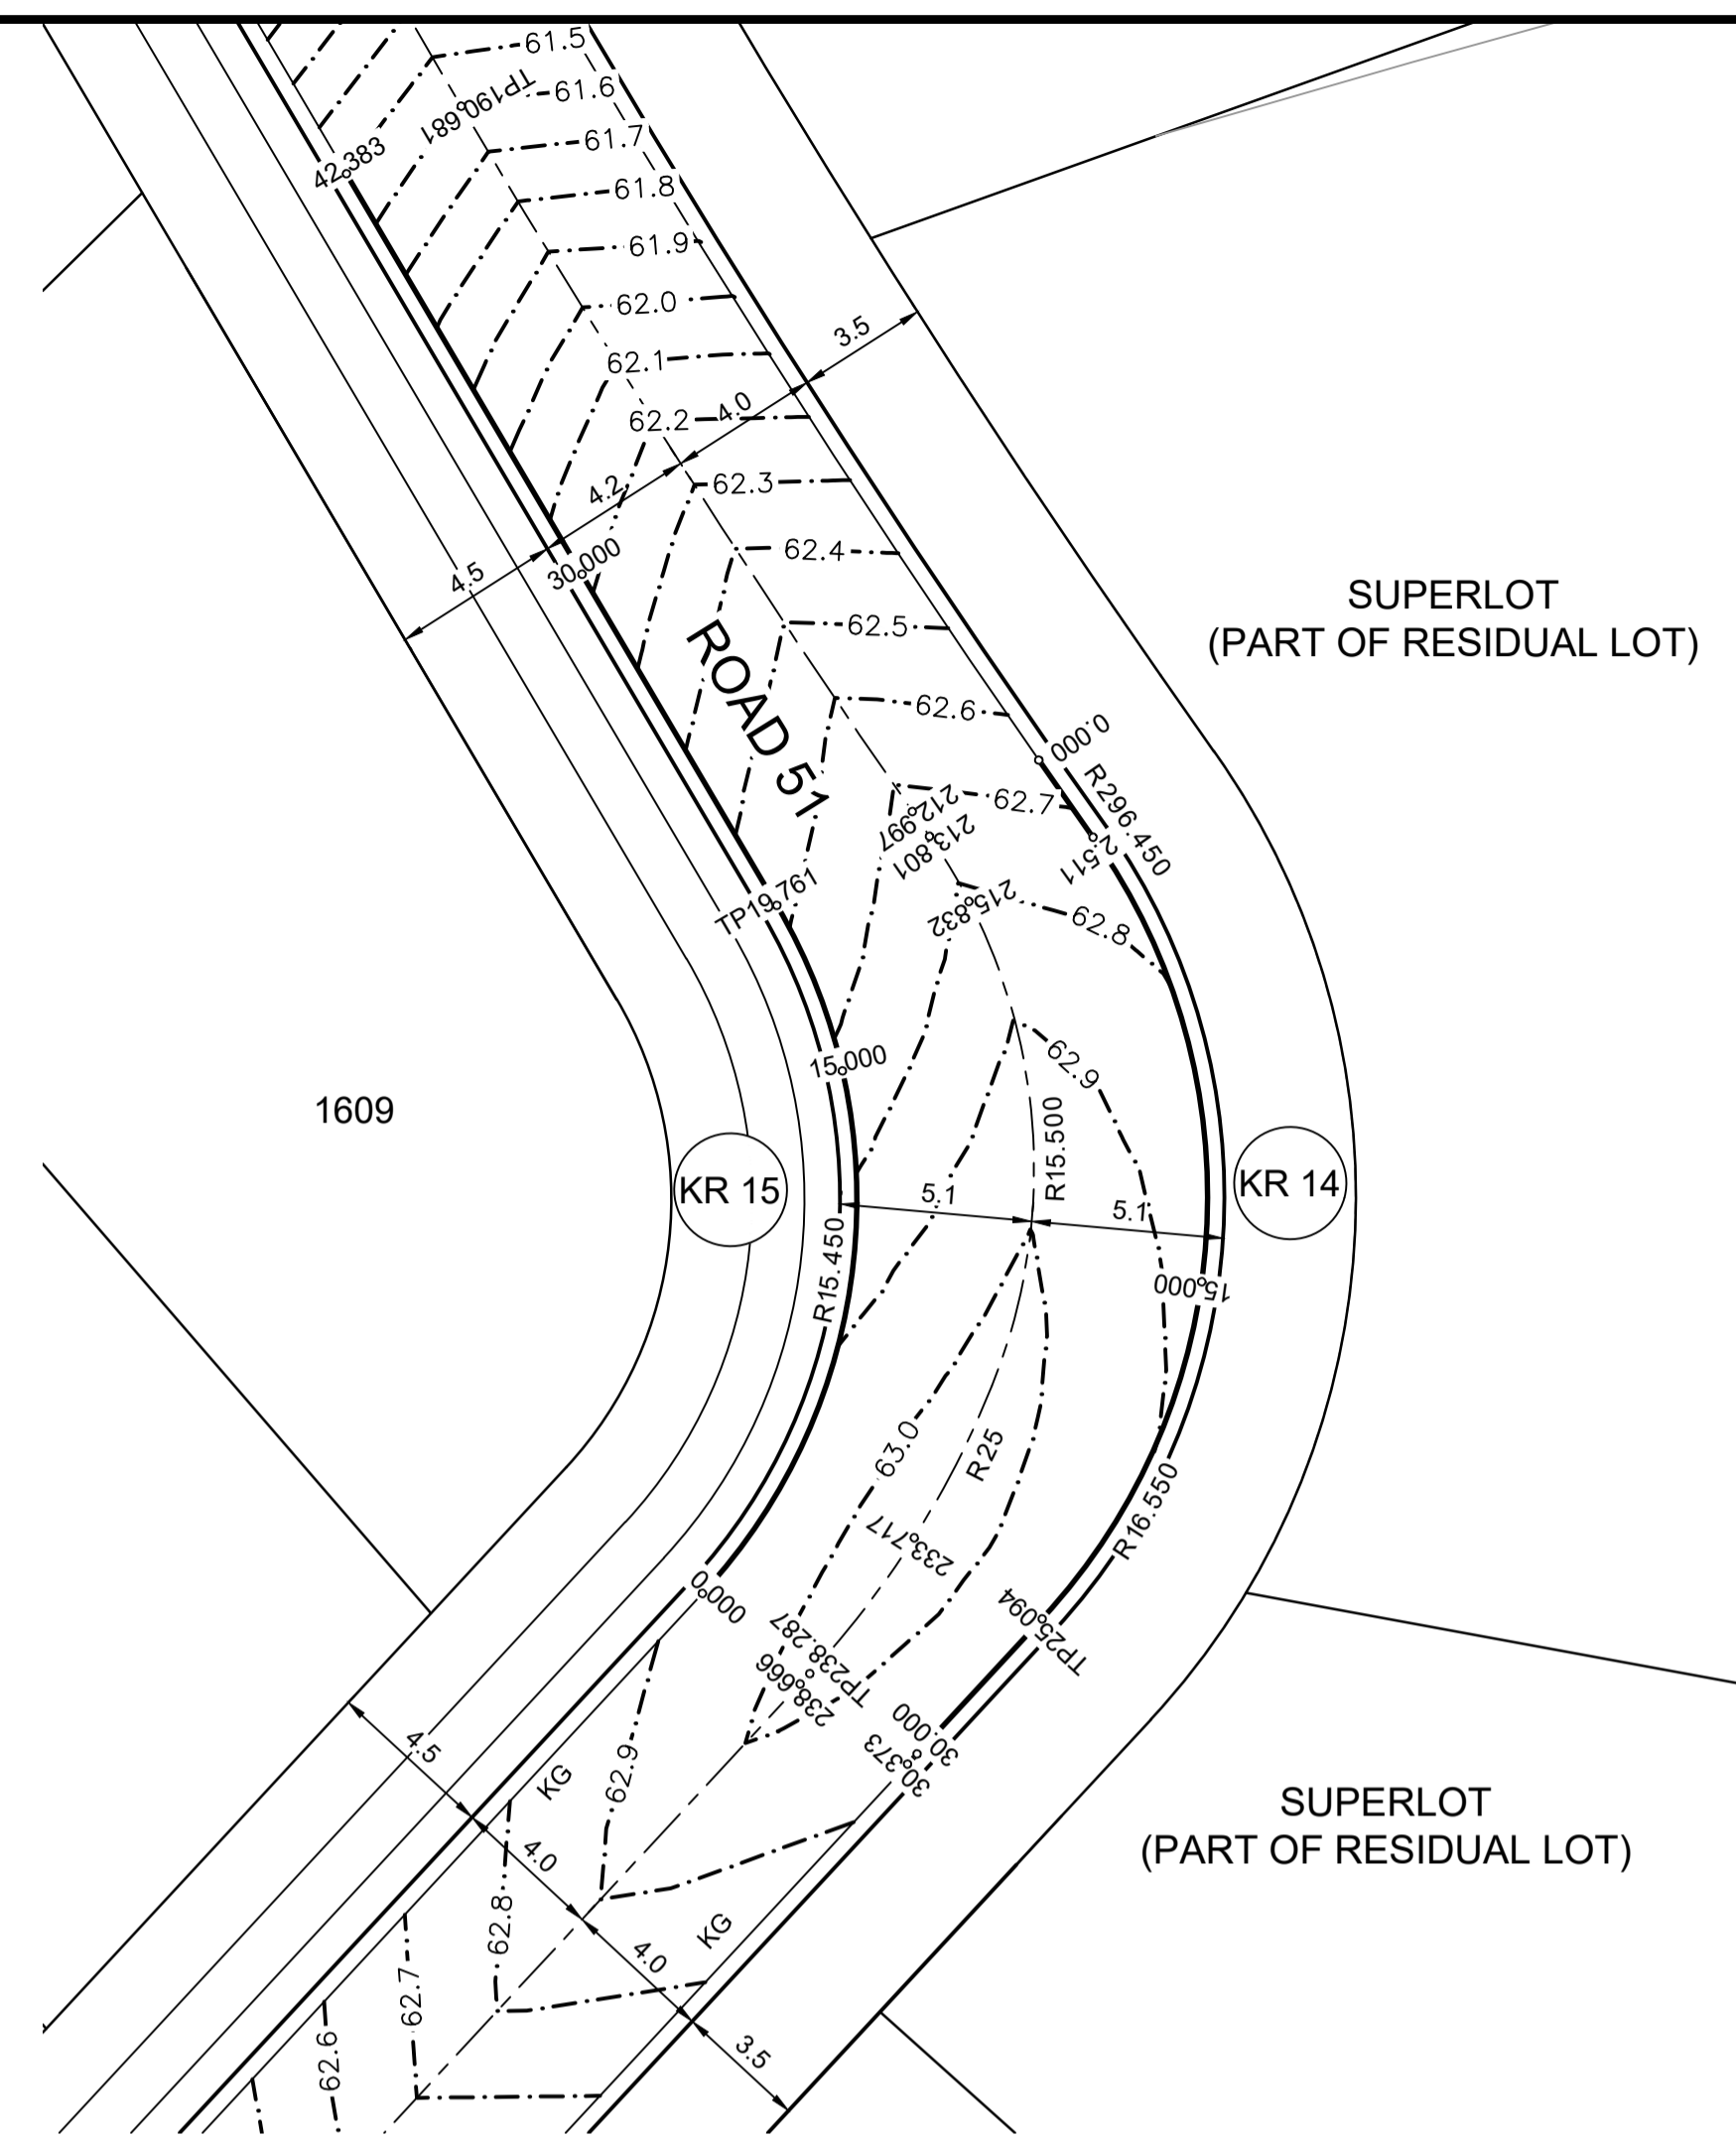 61.5
TP190.681
61.6
61.7
42.383
61.8
61.9
62.0
3.5
62.1
4.0
62.2
4.2
62.3
62.4
30.000
4.5
SUPERLOT
(PART OF RESIDUAL LOT)
62.5
ROAD 51
62.6
0.000
R296.450
62.7
212.997
213.801
2.511
TP19.761
215.832
62.8
15.000
62.9
1609
R15.500
KR 15
KR 14
5.1
5.1
R15.450
15.000
63.0
R25
R16.550
233.717
0.000
TP25.094
TP238.287
238.666
30.000
30.373
4.5
62.9
KG
SUPERLOT
(PART OF RESIDUAL LOT)
4.0
62.8
KG
4.0
62.7
62.6
3.5